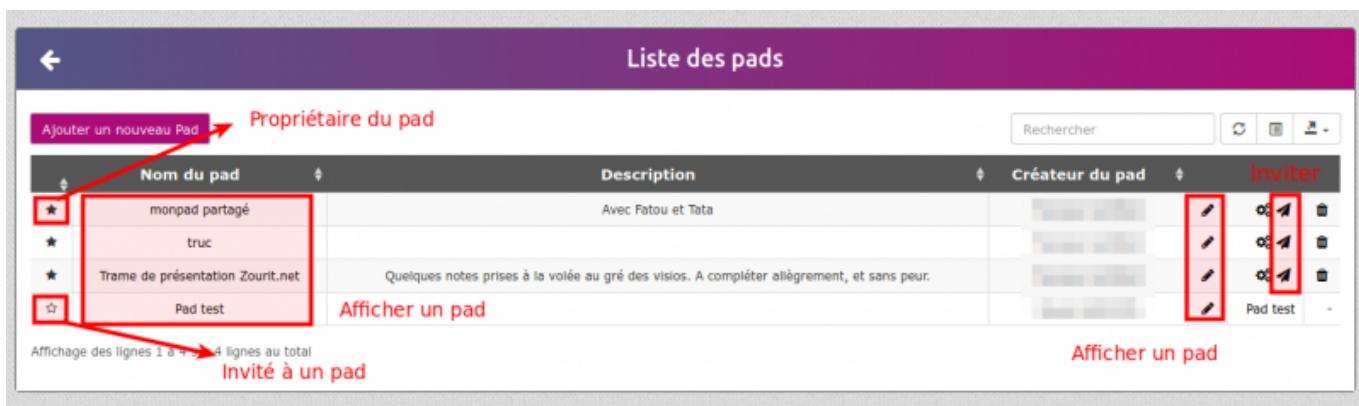 Liste des pads
Propriétaire du pad
Ajouter un nouveau Pad
Rechercher
Nom du pad Description Créateur du pad Inviter
monpad partagé Avec Fatou et Tata
truc
Trame de présentation Zourit.net Quelques notes prises à la volée au gré des visios. A compléter allègrement, et sans peur.
Pad test Afficher un pad Pad test -
Affichage des lignes 1 à 4 4 lignes au total
Afficher un pad
Invité à un pad